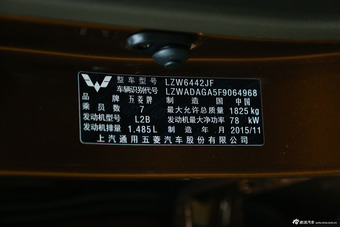 整车型号 LZW6442JF
车辆识别代号 LZWADAGA5F9064968
品牌 五菱牌 制造国 中国
乘员数 7 最大允许总质量 1825 kg
发动机型号 L2B 发动机最大净功率 78 kW
发动机排量 1.485L 制造年月 2015/11
上汽通用五菱汽车股份有限公司